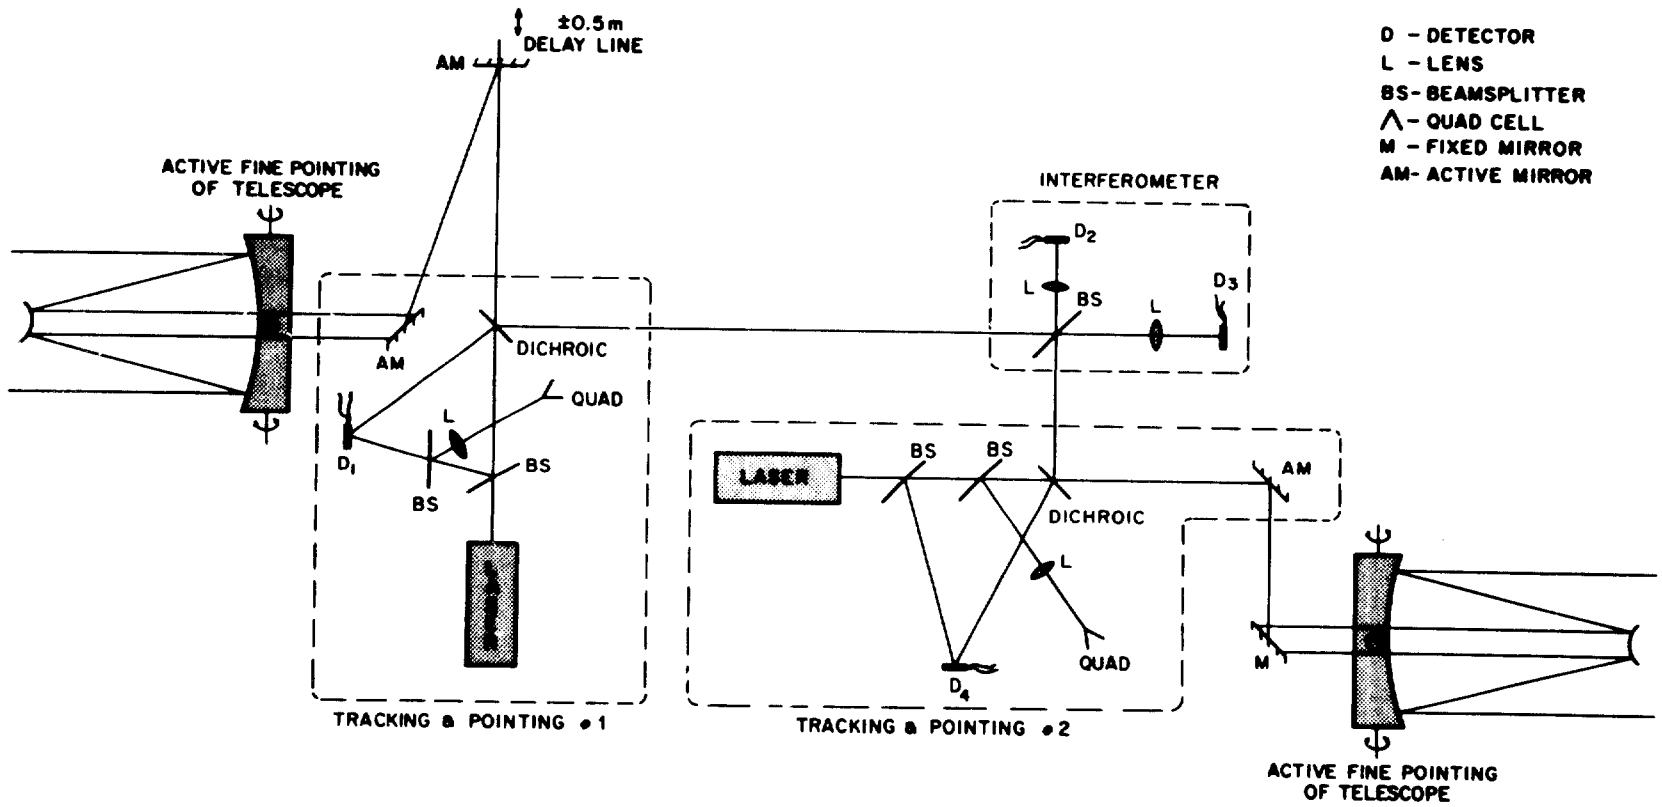 ±0.5m
DELAY LINE
AM
D – DETECTOR
L – LENS
BS– BEAMSPLITTER
Λ – QUAD CELL
M – FIXED MIRROR
AM– ACTIVE MIRROR
ACTIVE FINE POINTING
OF TELESCOPE
INTERFEROMETER
D2
L
BS
D3
L
AM
DICHROIC
QUAD
L
D1
BS
BS
LASER
BS
BS
AM
DICHROIC
L
QUAD
D4
M
TRACKING & POINTING #1
TRACKING & POINTING #2
ACTIVE FINE POINTING
OF TELESCOPE